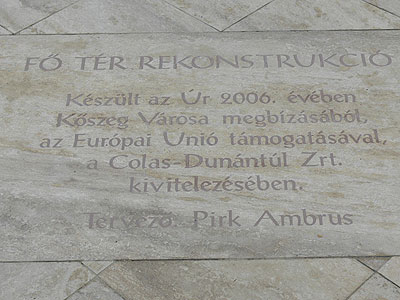 FŐ TÉR REKONSTRUKCIÓ
Készült az Úr 2006. évében
Kőszeg Városa megbízásából,
az Európai Unió támogatásával,
a Colas-Dunántúl Zrt.
kivitelezésében.
Tervező: Pirk Ambrus